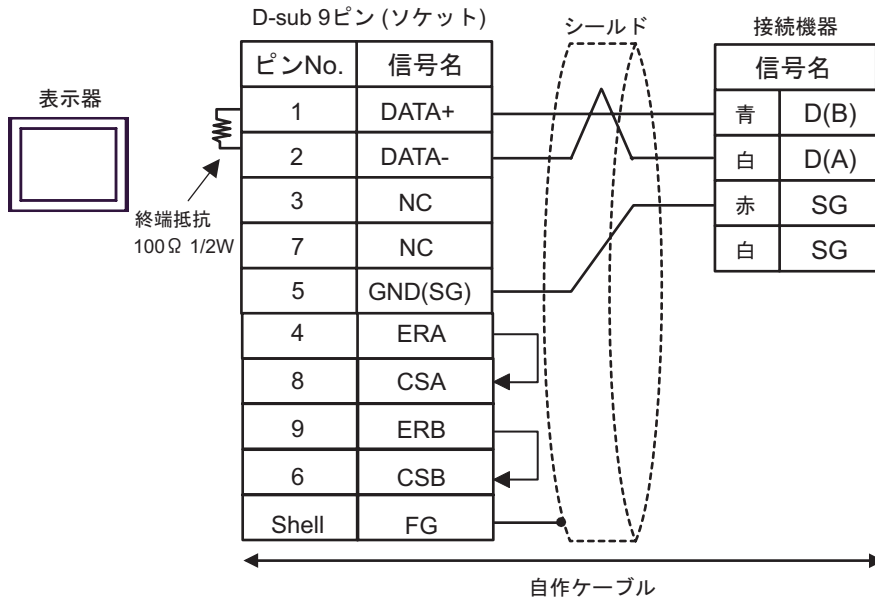 D-sub 9ピン (ソケット)
シールド
接続機器
ピンNo. 信号名
信号名
表示器
1 DATA+
青 D(B)
2 DATA-
白 D(A)
3 NC
赤 SG
終端抵抗
100Ω 1/2W
7 NC
白 SG
5 GND(SG)
4 ERA
8 CSA
9 ERB
6 CSB
Shell FG
自作ケーブル